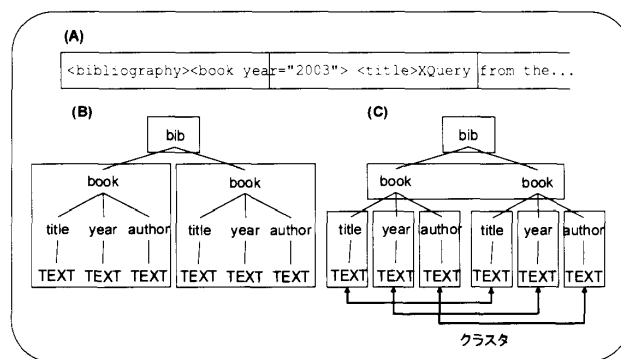 (A)
<bibliography><book year="2003"> <title>XQuery from the...
(B) (C)
bib bib
book book book book
title year author title year author title year author title year author
TEXT TEXT TEXT TEXT TEXT TEXT TEXT TEXT TEXT TEXT TEXT TEXT
クラスタ